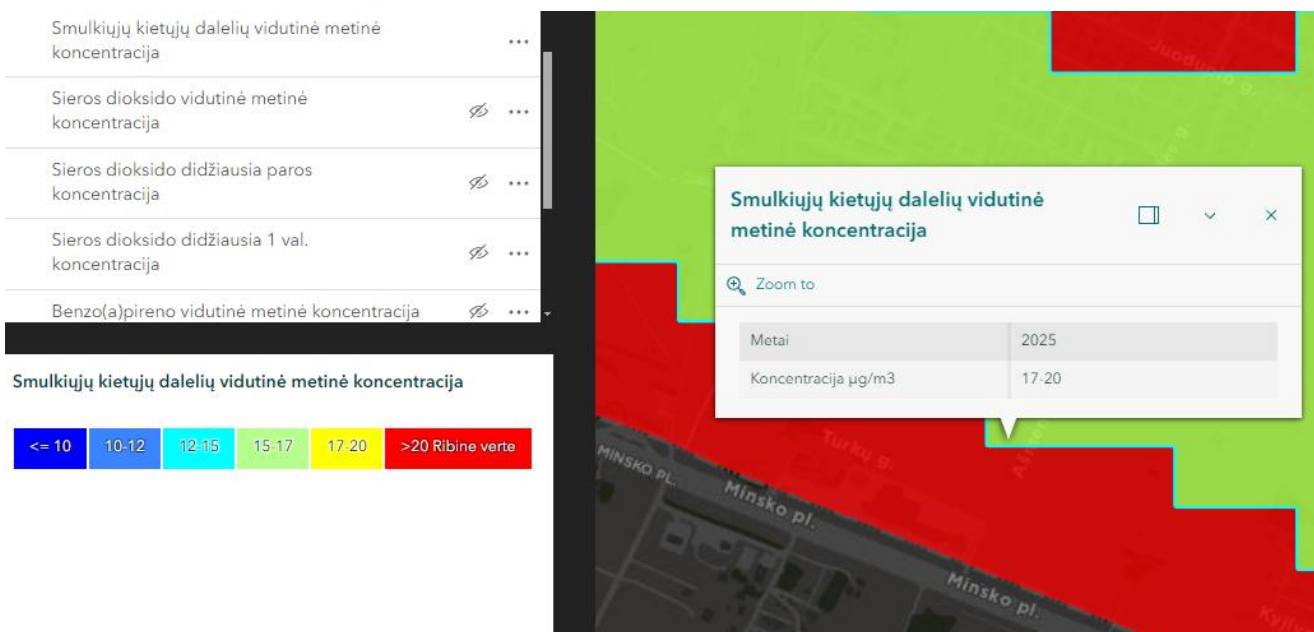 Smulkiųjų kietųjų dalelių vidutinė metinė
koncentracija
Sieros dioksido vidutinė metinė
koncentracija
Sieros dioksido didžiausia paros
koncentracija
Sieros dioksido didžiausia 1 val.
koncentracija
Benzo(a)pireno vidutinė metinė koncentracija
Smulkiųjų kietųjų dalelių vidutinė metinė koncentracija
<= 10 10-12 12-15 15-17 17-20 >20 Ribine verte
Juodupio g.
Smulkiųjų kietųjų dalelių vidutinė
metinė koncentracija
Zoom to
Metai 2025
Koncentracija µg/m3 17-20
Turkų g.
MINSKO PL.
Minsko pl.
Minsko pl.